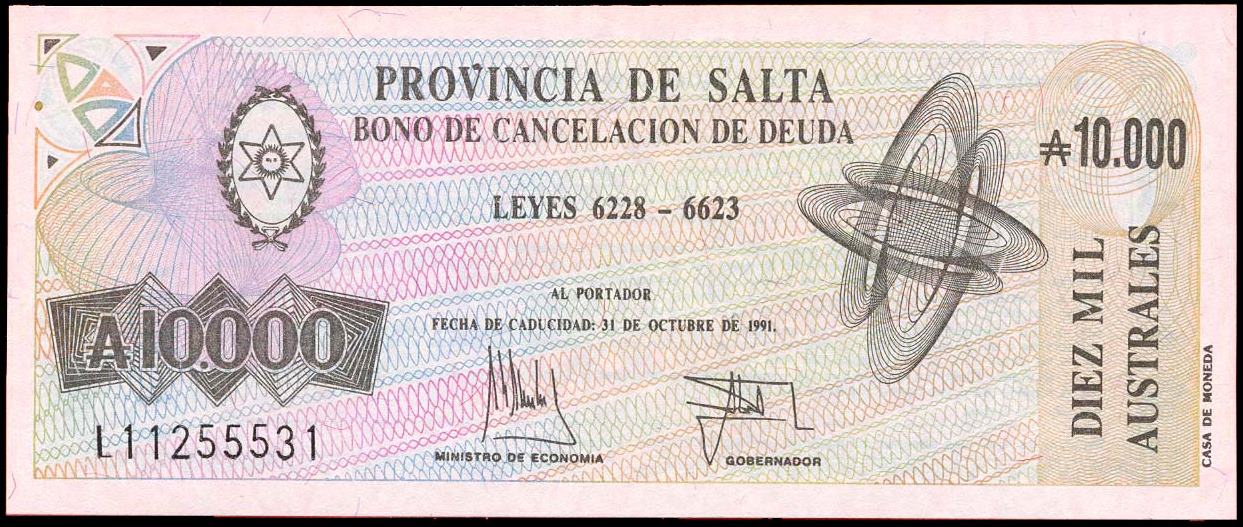 PROVINCIA DE SALTA
BONO DE CANCELACION DE DEUDA
LEYES 6228 – 6623
AL PORTADOR
FECHA DE CADUCIDAD: 31 DE OCTUBRE DE 1991.
₳10.000
L11255531
MINISTRO DE ECONOMIA
GOBERNADOR
₳10.000
DIEZ MIL
AUSTRALES
CASA DE MONEDA